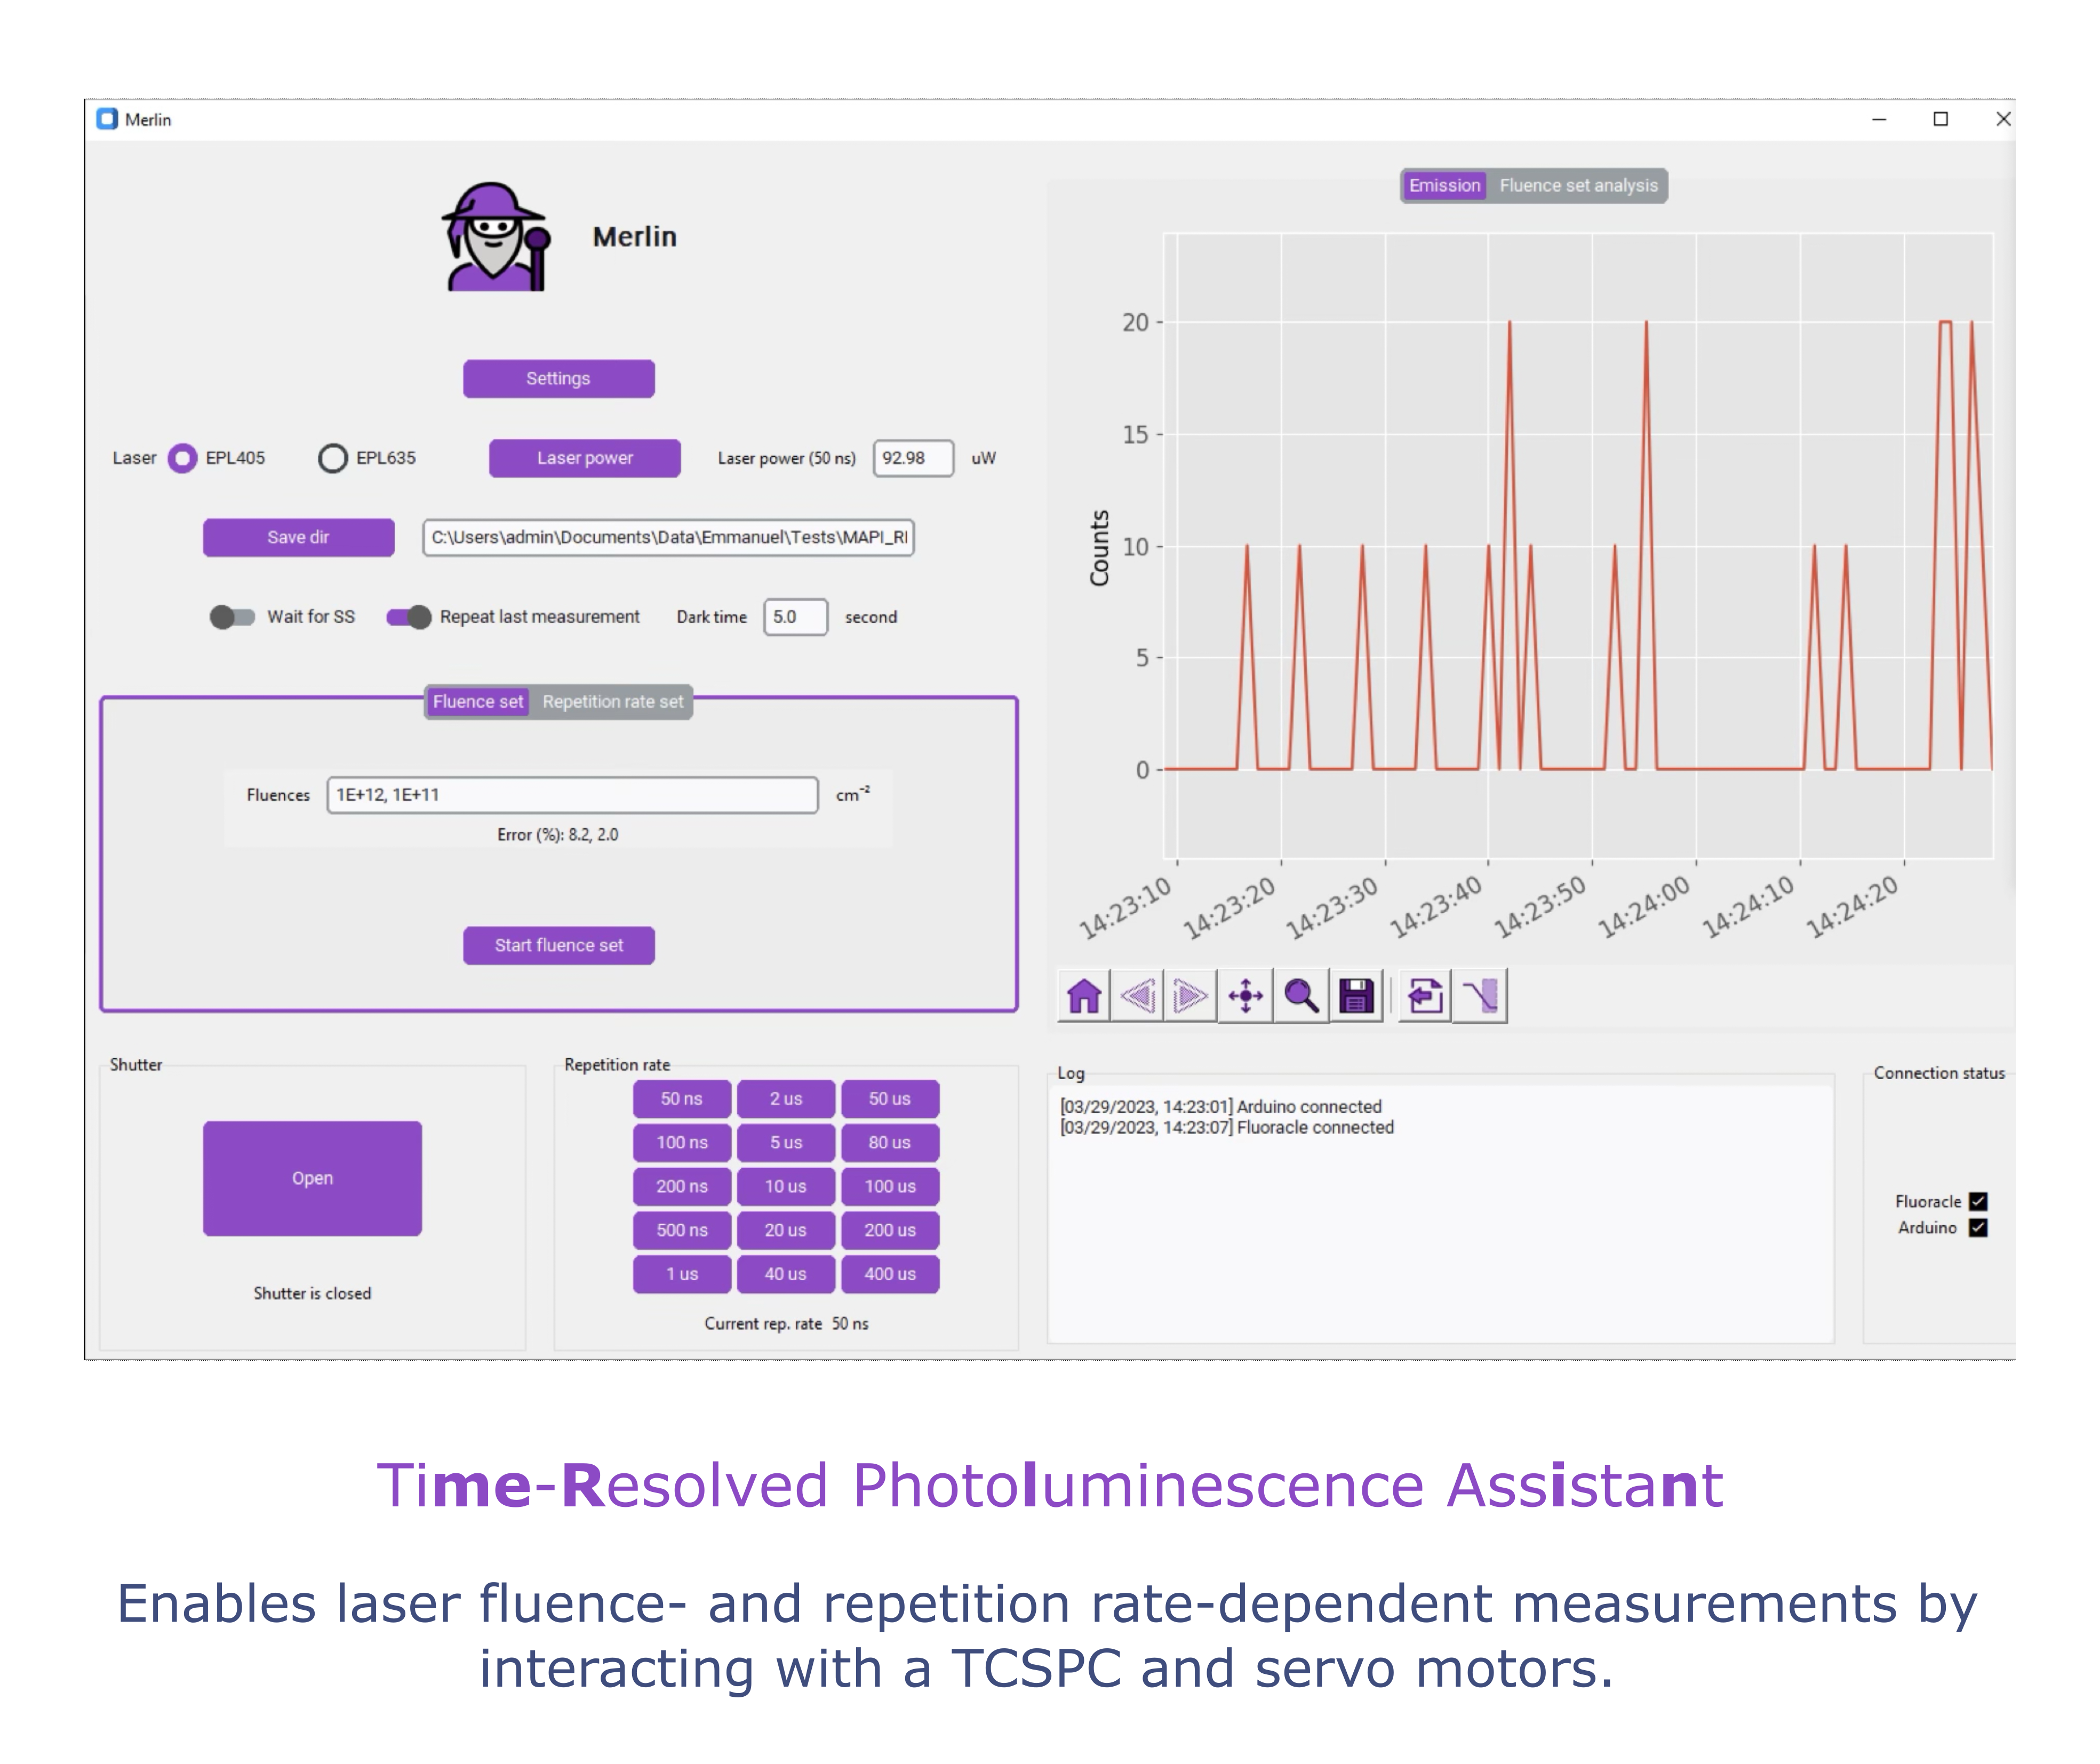 Merlin
Merlin
Settings
Laser EPL405 EPL635 Laser power Laser power (50 ns) 92.98 uW
Save dir C:\Users\admin\Documents\Data\Emmanuel\Tests\MAPI_RI
Wait for SS Repeat last measurement Dark time 5.0 second
Fluence set Repetition rate set
Fluences 1E+12, 1E+11 cm⁻²
Error (%): 8.2, 2.0
Start fluence set
Shutter
Open
Shutter is closed
Repetition rate
50 ns 2 us 50 us
100 ns 5 us 80 us
200 ns 10 us 100 us
500 ns 20 us 200 us
1 us 40 us 400 us
Current rep. rate 50 ns
Emission Fluence set analysis
Counts
20
15
10
5
0
14:23:10 14:23:20 14:23:30 14:23:40 14:23:50 14:24:00 14:24:10 14:24:20
Log
[03/29/2023, 14:23:01] Arduino connected
[03/29/2023, 14:23:07] Fluoracle connected
Connection status
Fluoracle
Arduino
Time-Resolved Photoluminescence Assistant
Enables laser fluence- and repetition rate-dependent measurements by
interacting with a TCSPC and servo motors.